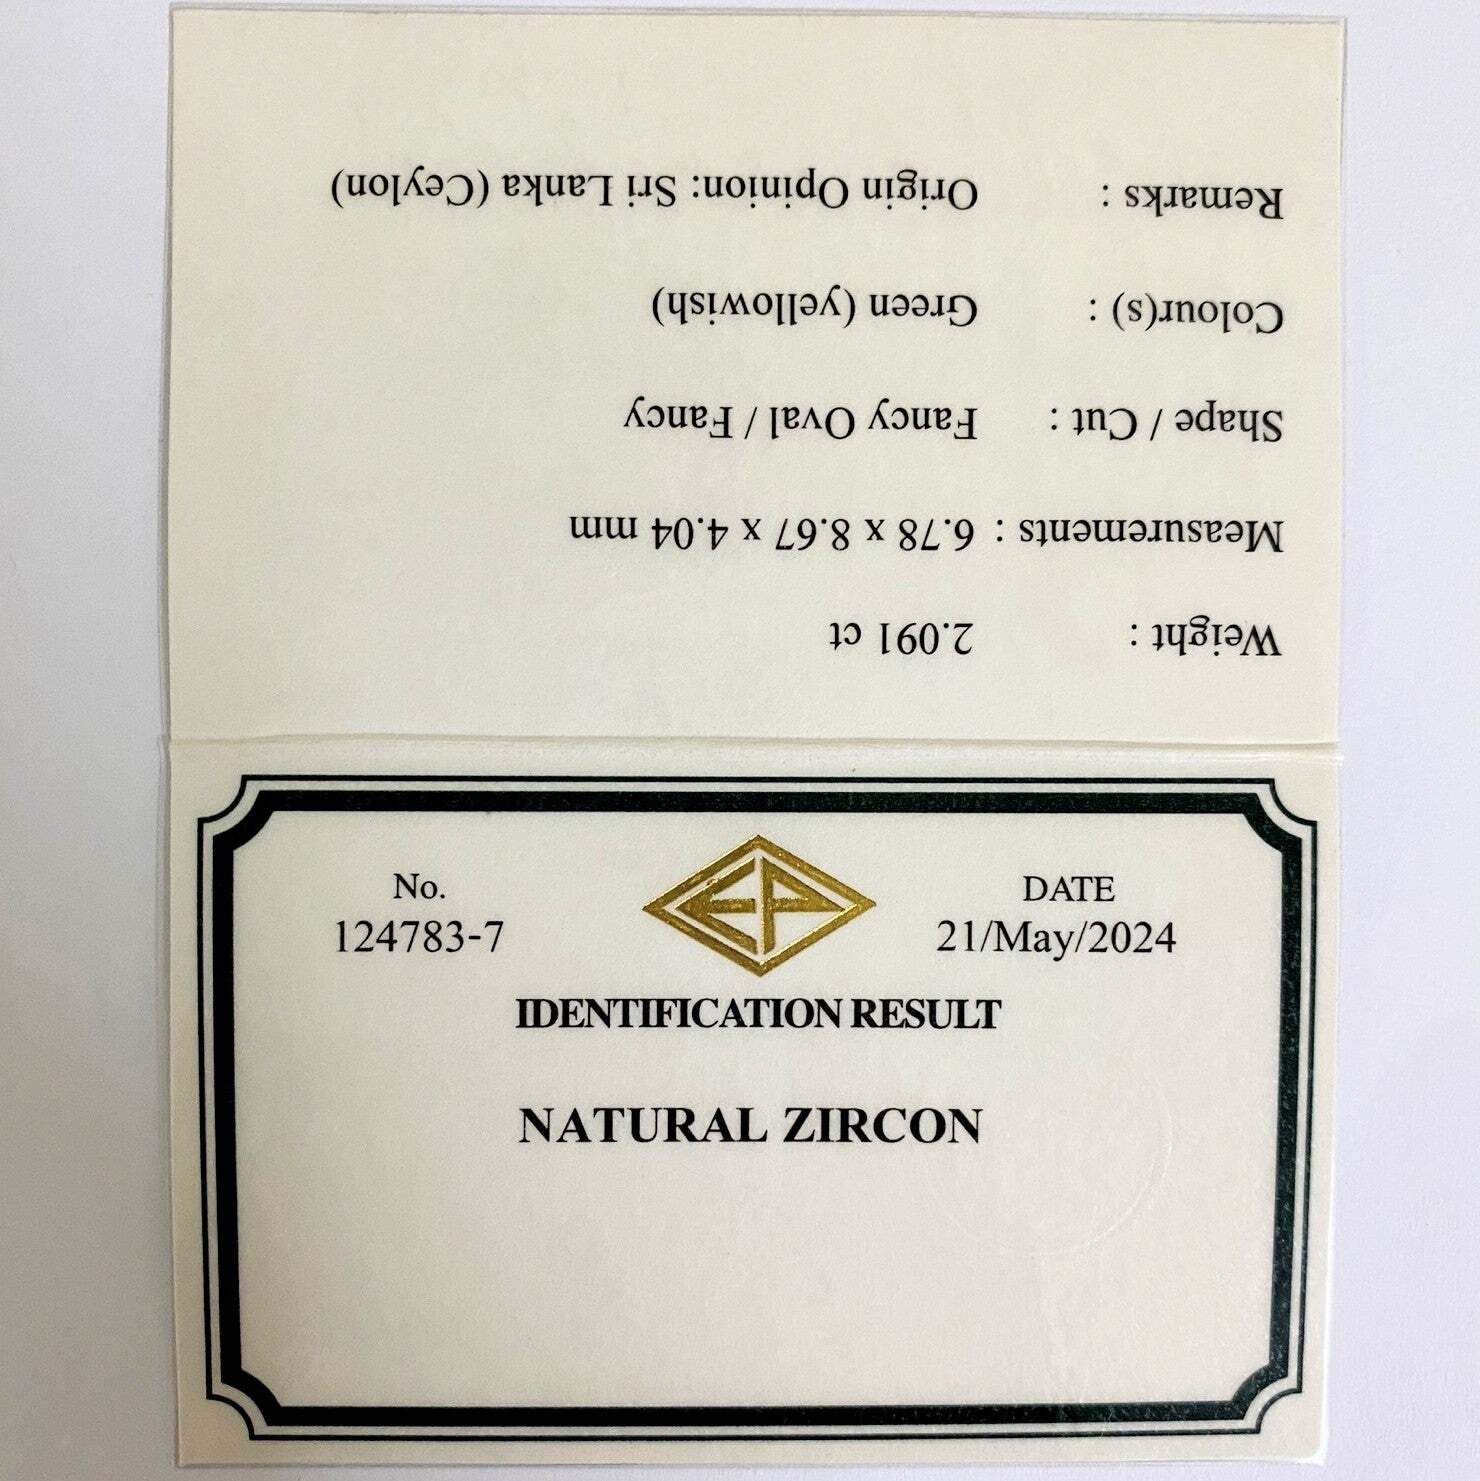 Weight : 2.091 ct
Measurements : 6.78 x 8.67 x 4.04 mm
Shape / Cut : Fancy Oval / Fancy
Colour(s) : Green (yellowish)
Remarks : Origin Opinion: Sri Lanka (Ceylon)
No. DATE
124783-7 EP 21/May/2024
IDENTIFICATION RESULT
NATURAL ZIRCON